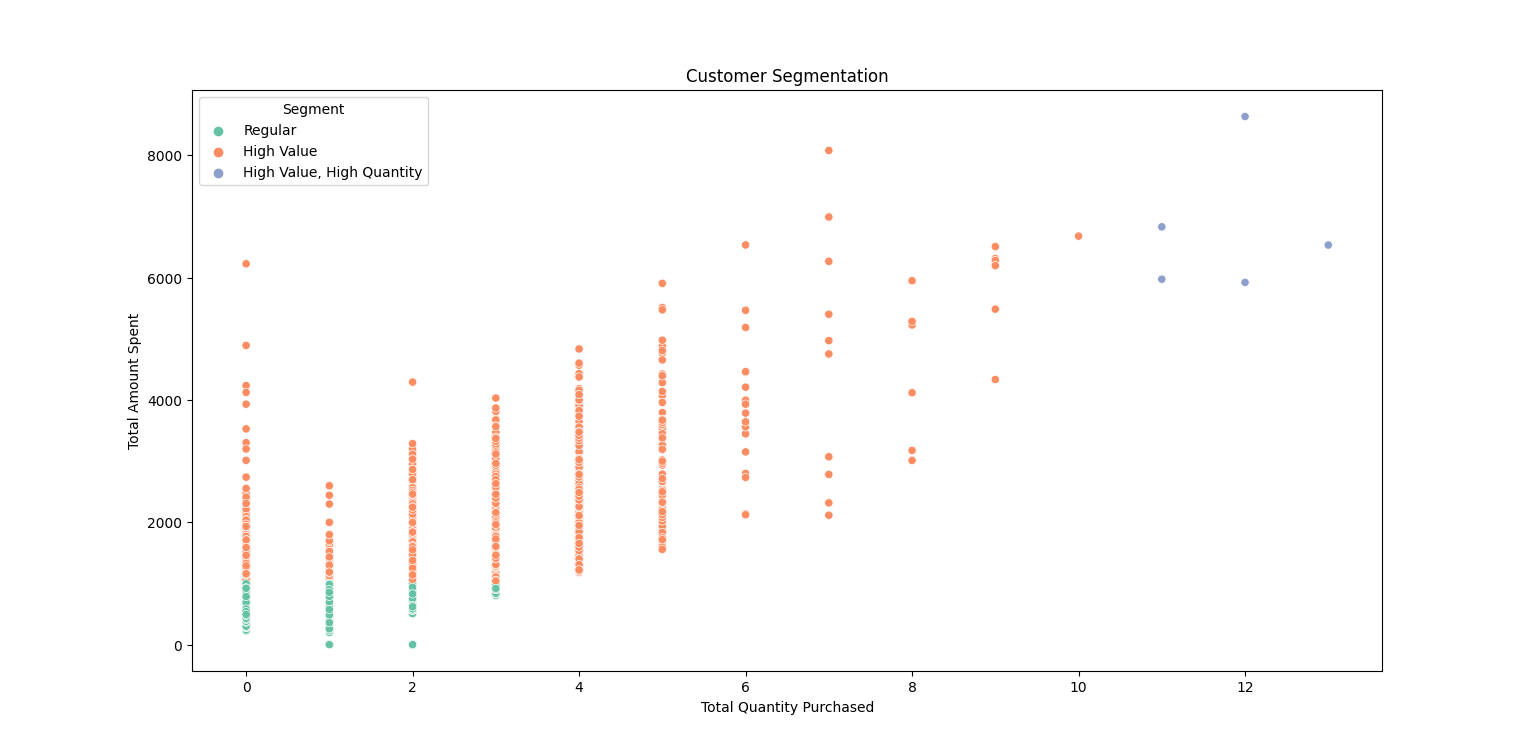 Customer Segmentation
Segment
Regular
High Value
High Value, High Quantity
8000
6000
4000
2000
0
Total Amount Spent
0 2 4 6 8 10 12
Total Quantity Purchased